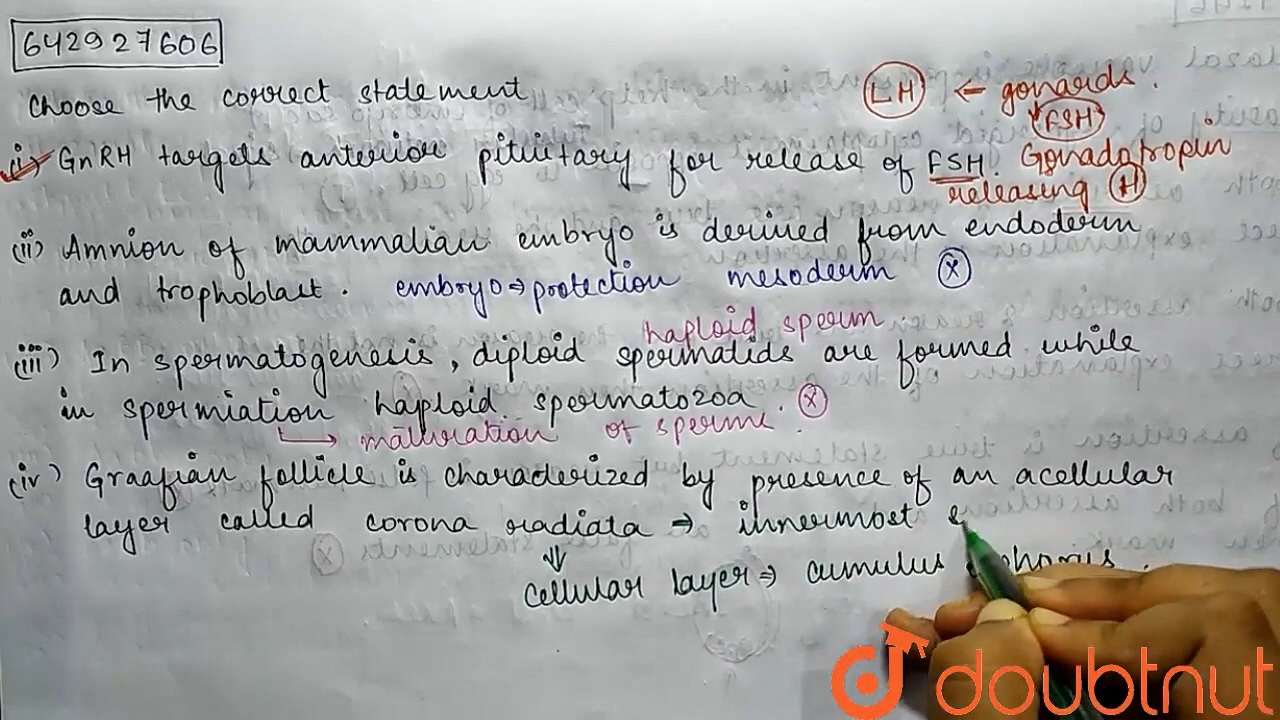 642927606
Choose the correct statement
LH ← gonards.
FSH
(i) GnRH targets anterior pituitary for release of FSH. Gonadotropin
releasing H
(ii) Amnion of mammalian embryo is derived from endoderm
and trophoblast. embryo⇒protection mesoderm X
haploid sperm
(iii) In spermatogenesis, diploid spermatids are formed while
in spermiation haploid spermatozoa. X
maturation of sperms.
(iv) Graafian follicle is characterized by presence of an acellular
layer called corona radiata ⇒ innermost
X
cellular layer ⇒ cumulus
doubtnut